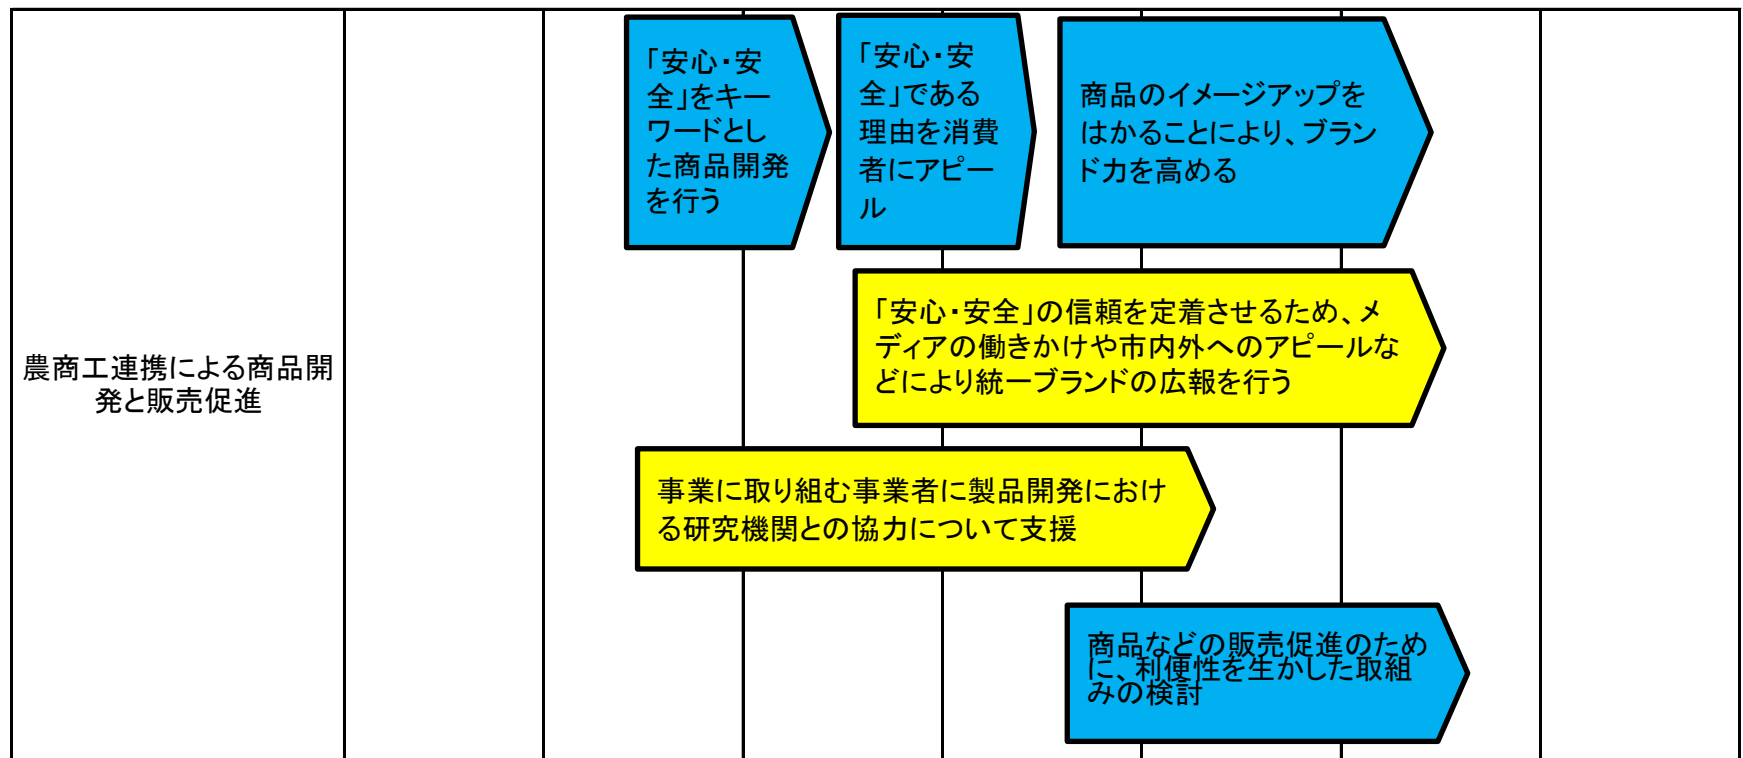 農商工連携による商品開
発と販売促進
「安心・安
全」をキー
ワードとし
た商品開発
を行う
「安心・安
全」である
理由を消費
者にアピー
ル
商品のイメージアップを
はかることにより、ブラン
ド力を高める
「安心・安全」の信頼を定着させるため、メ
ディアの働きかけや市内外へのアピールな
どにより統一ブランドの広報を行う
事業に取り組む事業者に製品開発におけ
る研究機関との協力について支援
商品などの販売促進のため
に、利便性を生かした取組
みの検討